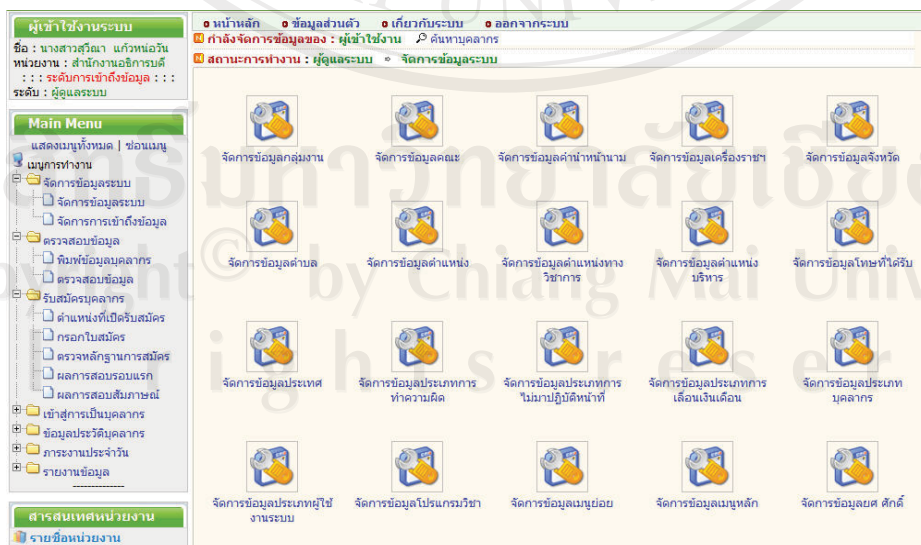 ผู้เข้าใช้งานระบบ
ชื่อ : นางสาวสุวีณา แก้วหน่อวัน
หน่วยงาน : สำนักงานอธิการบดี
: : : ระดับการเข้าถึงข้อมูล : : :
ระดับ : ผู้ดูแลระบบ
Main Menu
แสดงเมนูทั้งหมด | ซ่อนเมนู
เมนูการทำงาน
จัดการข้อมูลระบบ
จัดการข้อมูลระบบ
จัดการการเข้าถึงข้อมูล
ตรวจสอบข้อมูล
พิมพ์ข้อมูลบุคลากร
ตรวจสอบข้อมูล
รับสมัครบุคลากร
ตำแหน่งที่เปิดรับสมัคร
กรอกใบสมัคร
ตรวจหลักฐานการสมัคร
ผลการสอบรอบแรก
ผลการสอบสัมภาษณ์
เข้าสู่การเป็นบุคลากร
ข้อมูลประวัติบุคลากร
ภาระงานประจำวัน
รายงานข้อมูล
--------------
สารสนเทศหน่วยงาน
รายชื่อหน่วยงาน
หน้าหลัก ข้อมูลส่วนตัว เกี่ยวกับระบบ ออกจากระบบ
กำลังจัดการข้อมูลของ : ผู้เข้าใช้งาน ค้นหาบุคลากร
สถานะการทำงาน : ผู้ดูแลระบบ จัดการข้อมูลระบบ
จัดการข้อมูลกลุ่มงาน จัดการข้อมูลคณะ จัดการข้อมูลคำนำหน้านาม จัดการข้อมูลเครื่องราชฯ จัดการข้อมูลจังหวัด
จัดการข้อมูลตำบล จัดการข้อมูลตำแหน่ง จัดการข้อมูลตำแหน่งทาง จัดการข้อมูลตำแหน่ง จัดการข้อมูลโทษที่ได้รับ
วิชาการ บริหาร
จัดการข้อมูลประเทศ จัดการข้อมูลประเภทการ จัดการข้อมูลประเภทการ จัดการข้อมูลประเภทการ จัดการข้อมูลประเภท
ทำความผิด ไม่มาปฏิบัติหน้าที่ เลื่อนเงินเดือน บุคลากร
จัดการข้อมูลประเภทผู้ใช้ จัดการข้อมูลโปรแกรมวิชา จัดการข้อมูลเมนูย่อย จัดการข้อมูลเมนูหลัก จัดการข้อมูลยศ ศักดิ์
งานระบบ
by Chiang Mai